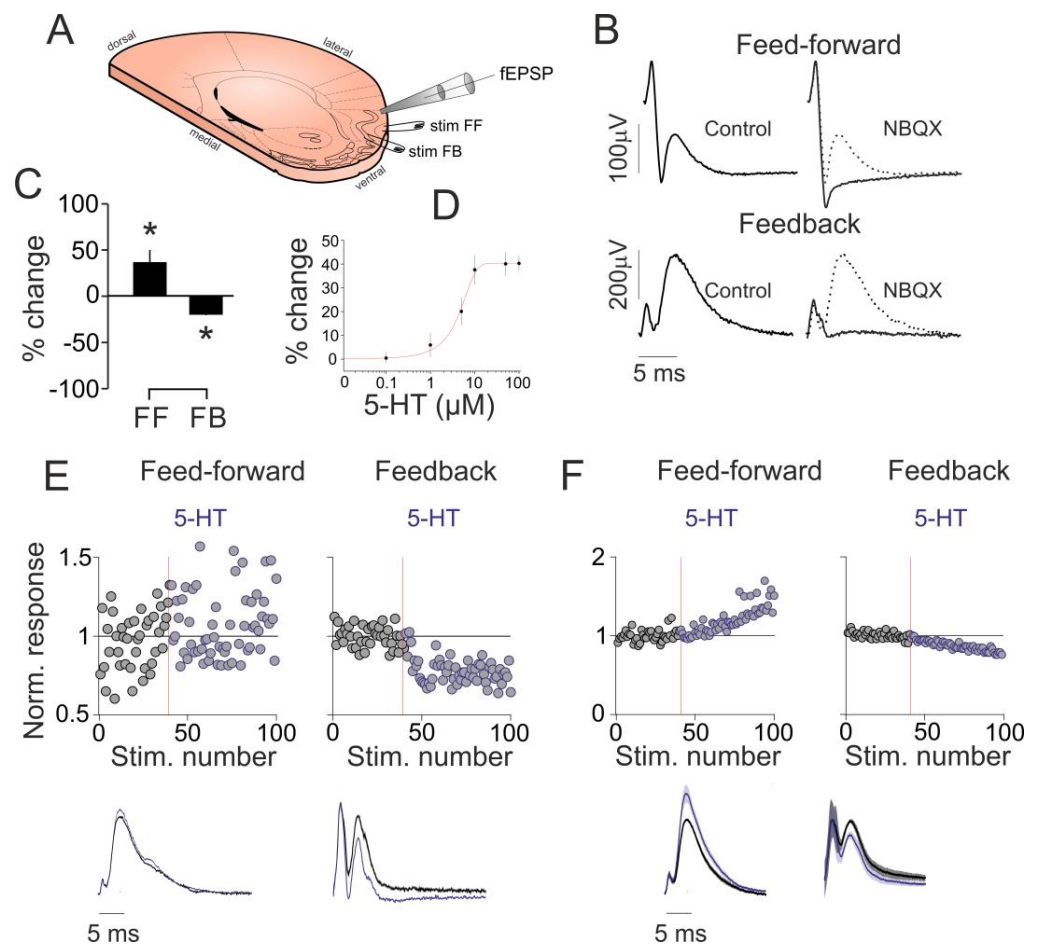 A
dorsal
lateral
medial
ventral
fEPSP
stim FF
stim FB
B
Feed-forward
100µV
Control
NBQX
Feedback
200µV
Control
NBQX
5 ms
C
% change
100
50
0
-50
-100
*
*
FF FB
D
% change
50
40
30
20
10
0
0 0.1 1 10 100
5-HT (µM)
E
Feed-forward
Feedback
5-HT
5-HT
Norm. response
1.5
1
0.5
0 50 100
0 50 100
Stim. number
Stim. number
5 ms
F
Feed-forward
Feedback
5-HT
5-HT
2
1
0
0 50 100
0 50 100
Stim. number
Stim. number
5 ms